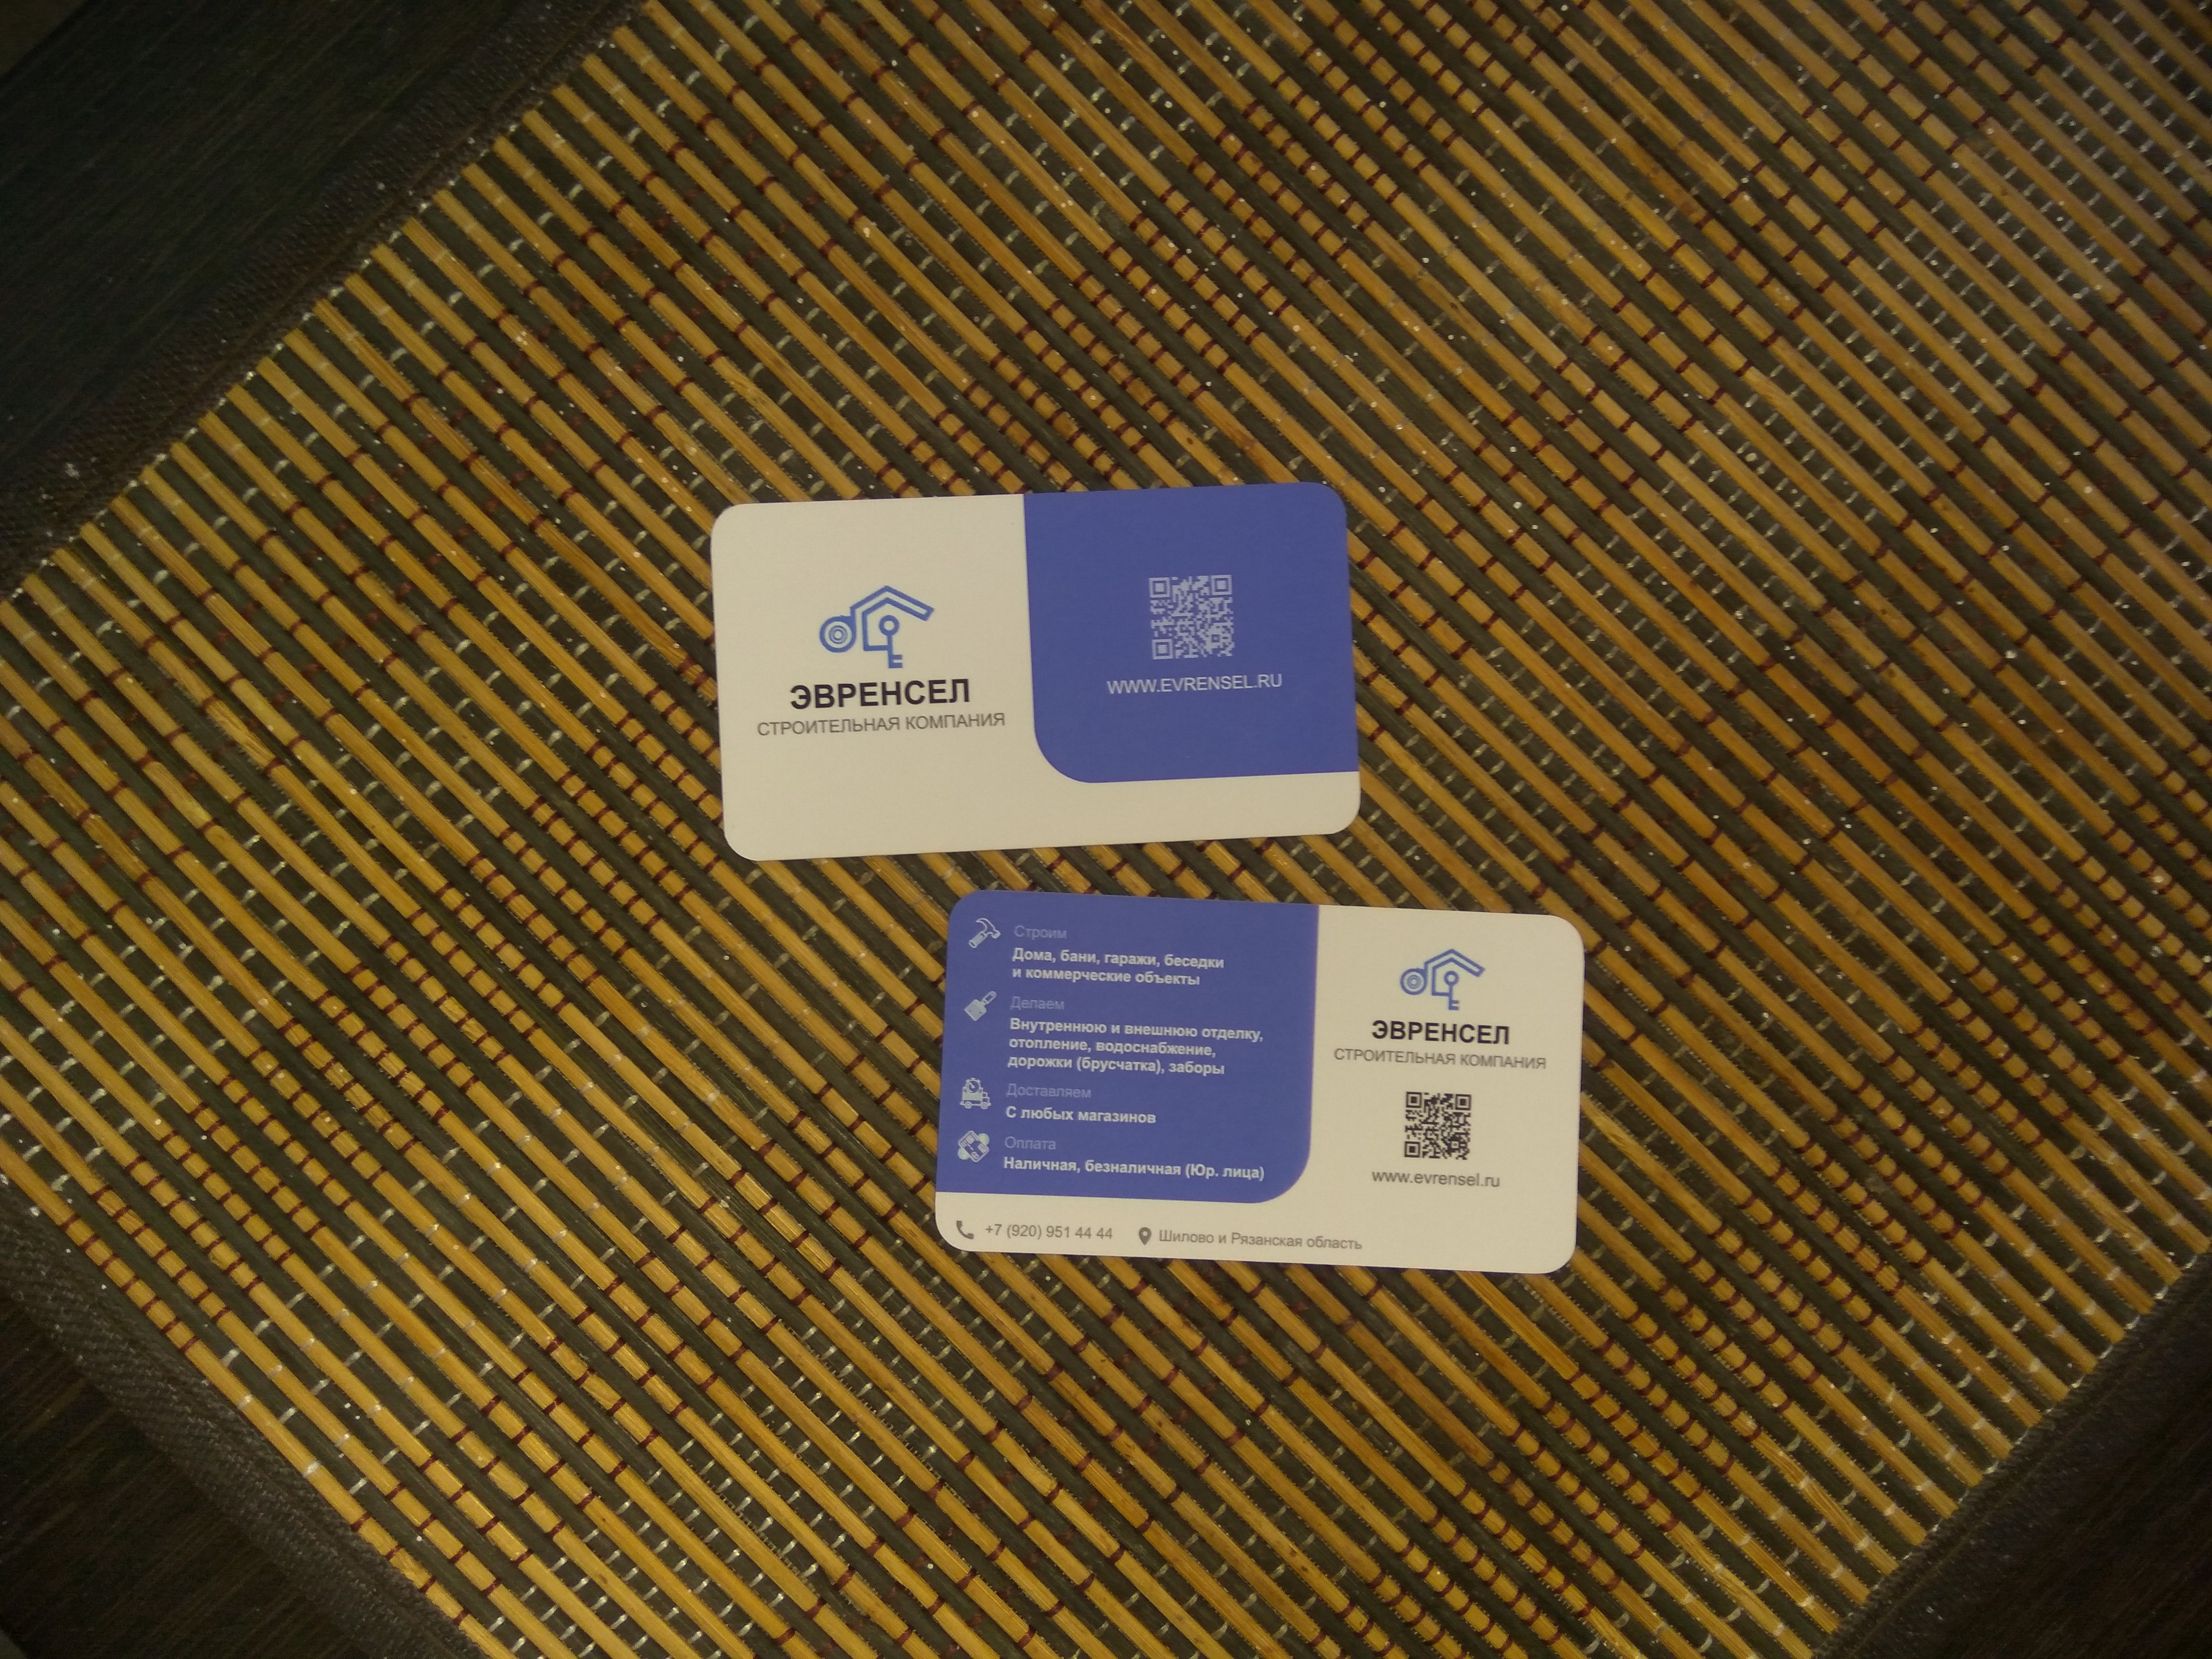 ЭВРЕНСЕЛ
СТРОИТЕЛЬНАЯ КОМПАНИЯ
WWW.EVRENSEL.RU
Строим
Дома, бани, гаражи, беседки
и коммерческие объекты
Делаем
Внутреннюю и внешнюю отделку,
отопление, водоснабжение,
дорожки (брусчатка), заборы
Доставляем
С любых магазинов
Оплата
Наличная, безналичная (Юр. лица)
ЭВРЕНСЕЛ
СТРОИТЕЛЬНАЯ КОМПАНИЯ
www.evrensel.ru
+7 (920) 951 44 44 Шилово и Рязанская область